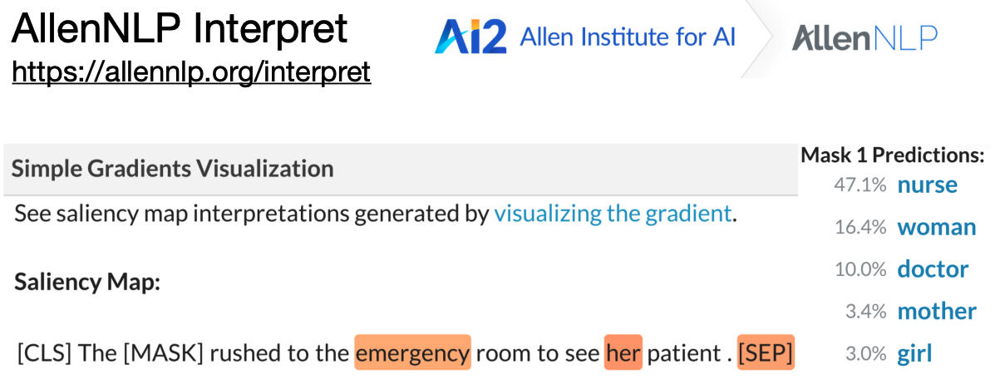 AllenNLP Interpret
https://allennlp.org/interpret
Ai2 Allen Institute for AI
AllenNLP
Simple Gradients Visualization
See saliency map interpretations generated by visualizing the gradient.
Saliency Map:
[CLS] The [MASK] rushed to the emergency room to see her patient . [SEP]
Mask 1 Predictions:
47.1% nurse
16.4% woman
10.0% doctor
3.4% mother
3.0% girl